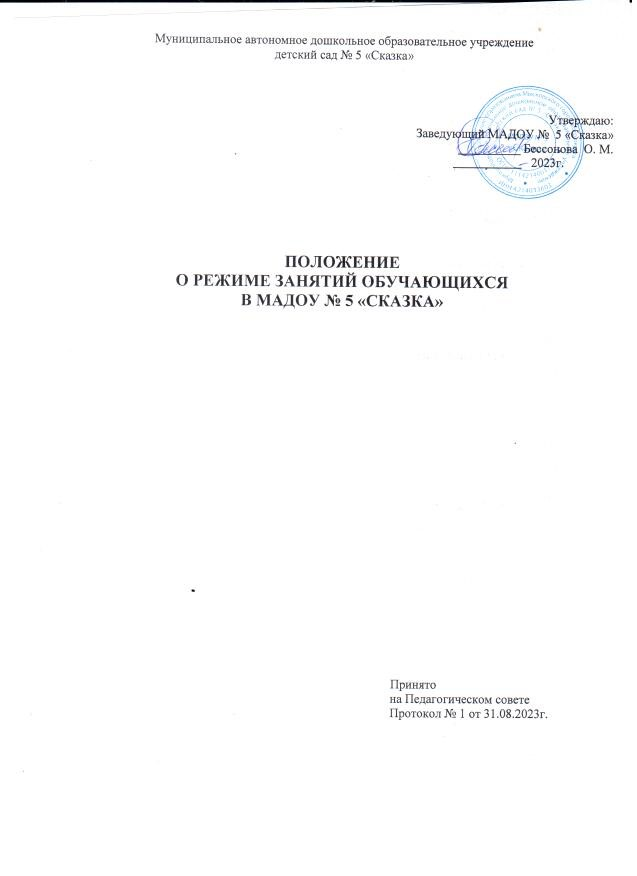 Муниципальное автономное дошкольное образовательное учреждение
детский сад № 5 «Сказка»
Утверждаю:
Заведующий МАДОУ № 5 «Сказка»
Бессонова О. М.
2023г.
ПОЛОЖЕНИЕ
О РЕЖИМЕ ЗАНЯТИЙ ОБУЧАЮЩИХСЯ
В МАДОУ № 5 «СКАЗКА»
Принято
на Педагогическом совете
Протокол № 1 от 31.08.2023г.